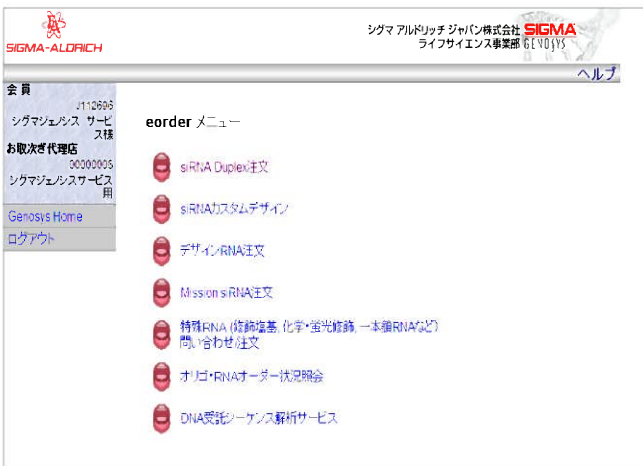 SIGMA-ALDRICH
シグマ アルドリッチ ジャパン株式会社 SIGMA
ライフサイエンス事業部 GENOSYS
ヘルプ
会員
J112696
シグマジェノシス サービ
ス様
お取次ぎ代理店
00000006
シグマジェノシスサービス
用
Genosys Home
ログアウト
eorder メニュー
siRNA Duplex注文
siRNAカスタムデザイン
デザインRNA注文
Mission siRNA注文
特殊RNA (修飾塩基, 化学・蛍光修飾, 一本鎖RNAなど)
問い合わせ/注文
オリゴ・RNAオーダー状況照会
DNA受託シーケンス解析サービス